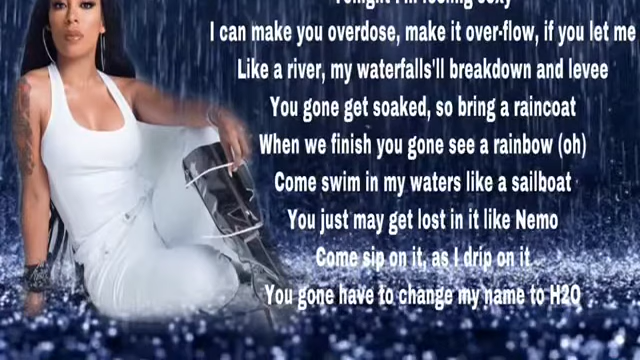 Tonight I'm feeling sexy
I can make you overdose, make it over-flow, if you let me
Like a river, my waterfalls'll breakdown and levee
You gone get soaked, so bring a raincoat
When we finish you gone see a rainbow (oh)
Come swim in my waters like a sailboat
You just may get lost in it like Nemo
Come sip on it, as I drip on it
You gone have to change my name to H2O